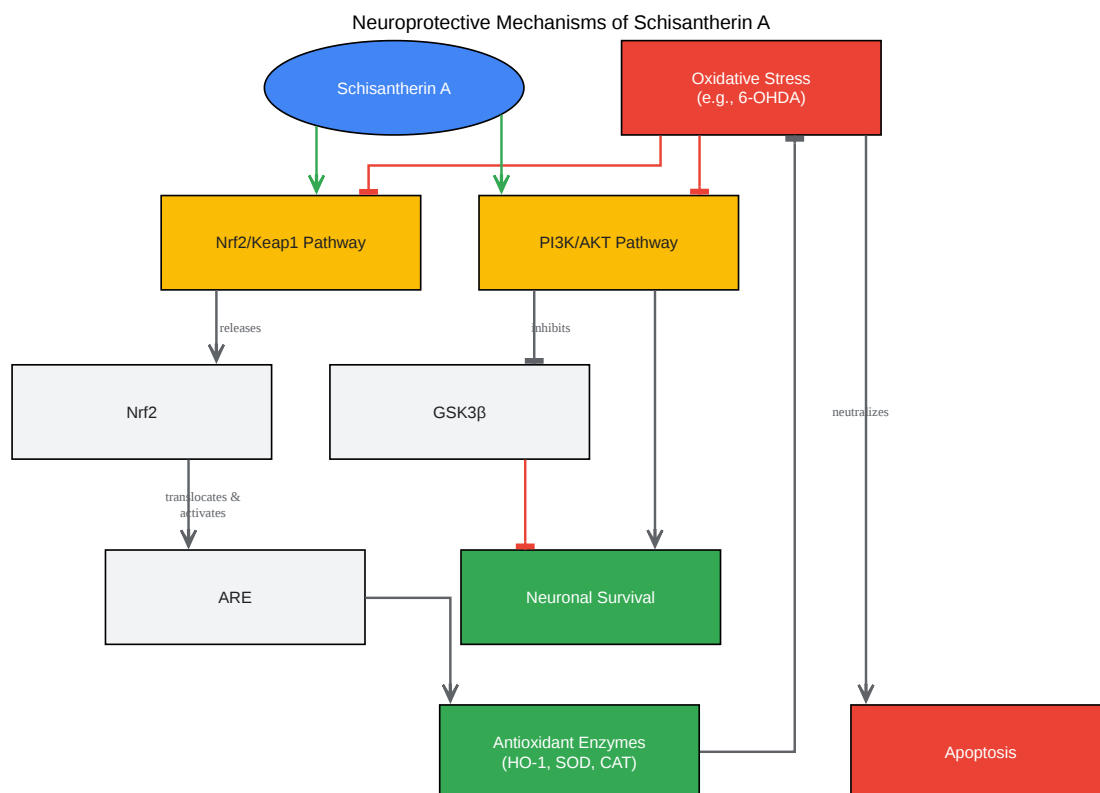 Neuroprotective Mechanisms of Schisantherin A
Schisantherin A
Oxidative Stress
(e.g., 6-OHDA)
Nrf2/Keap1 Pathway
PI3K/AKT Pathway
releases
inhibits
Nrf2
GSK3β
neutralizes
translocates &
activates
ARE
Neuronal Survival
Antioxidant Enzymes
(HO-1, SOD, CAT)
Apoptosis